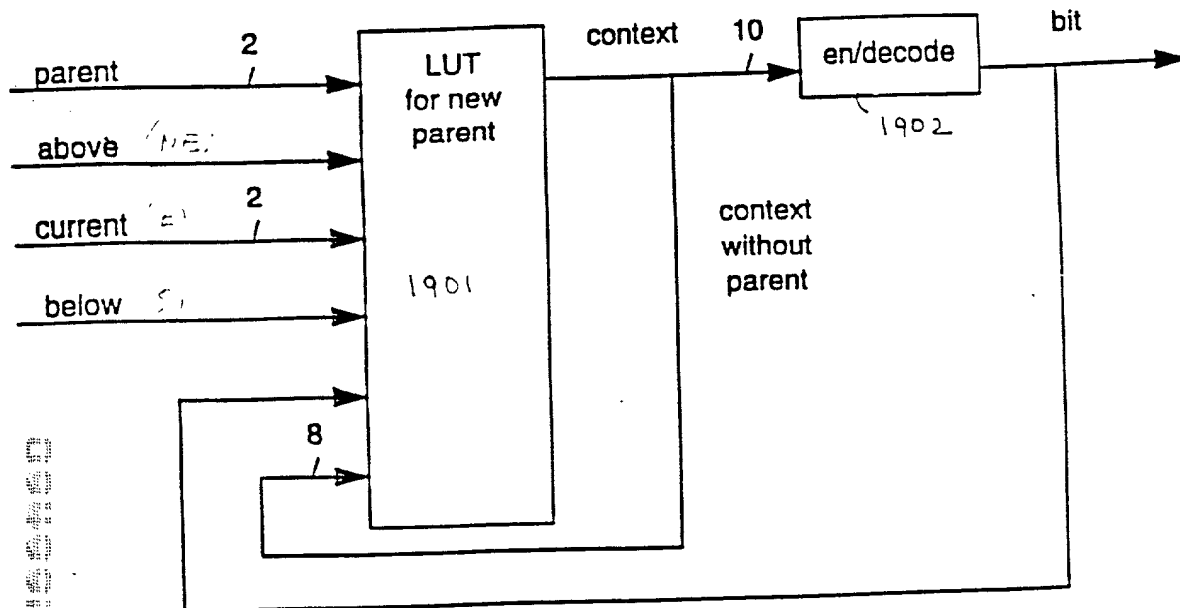 2
parent
above (NE)
2
current (E)
below S)
8
LUT
for new
parent
1901
context
10
en/decode
1902
bit
context
without
parent